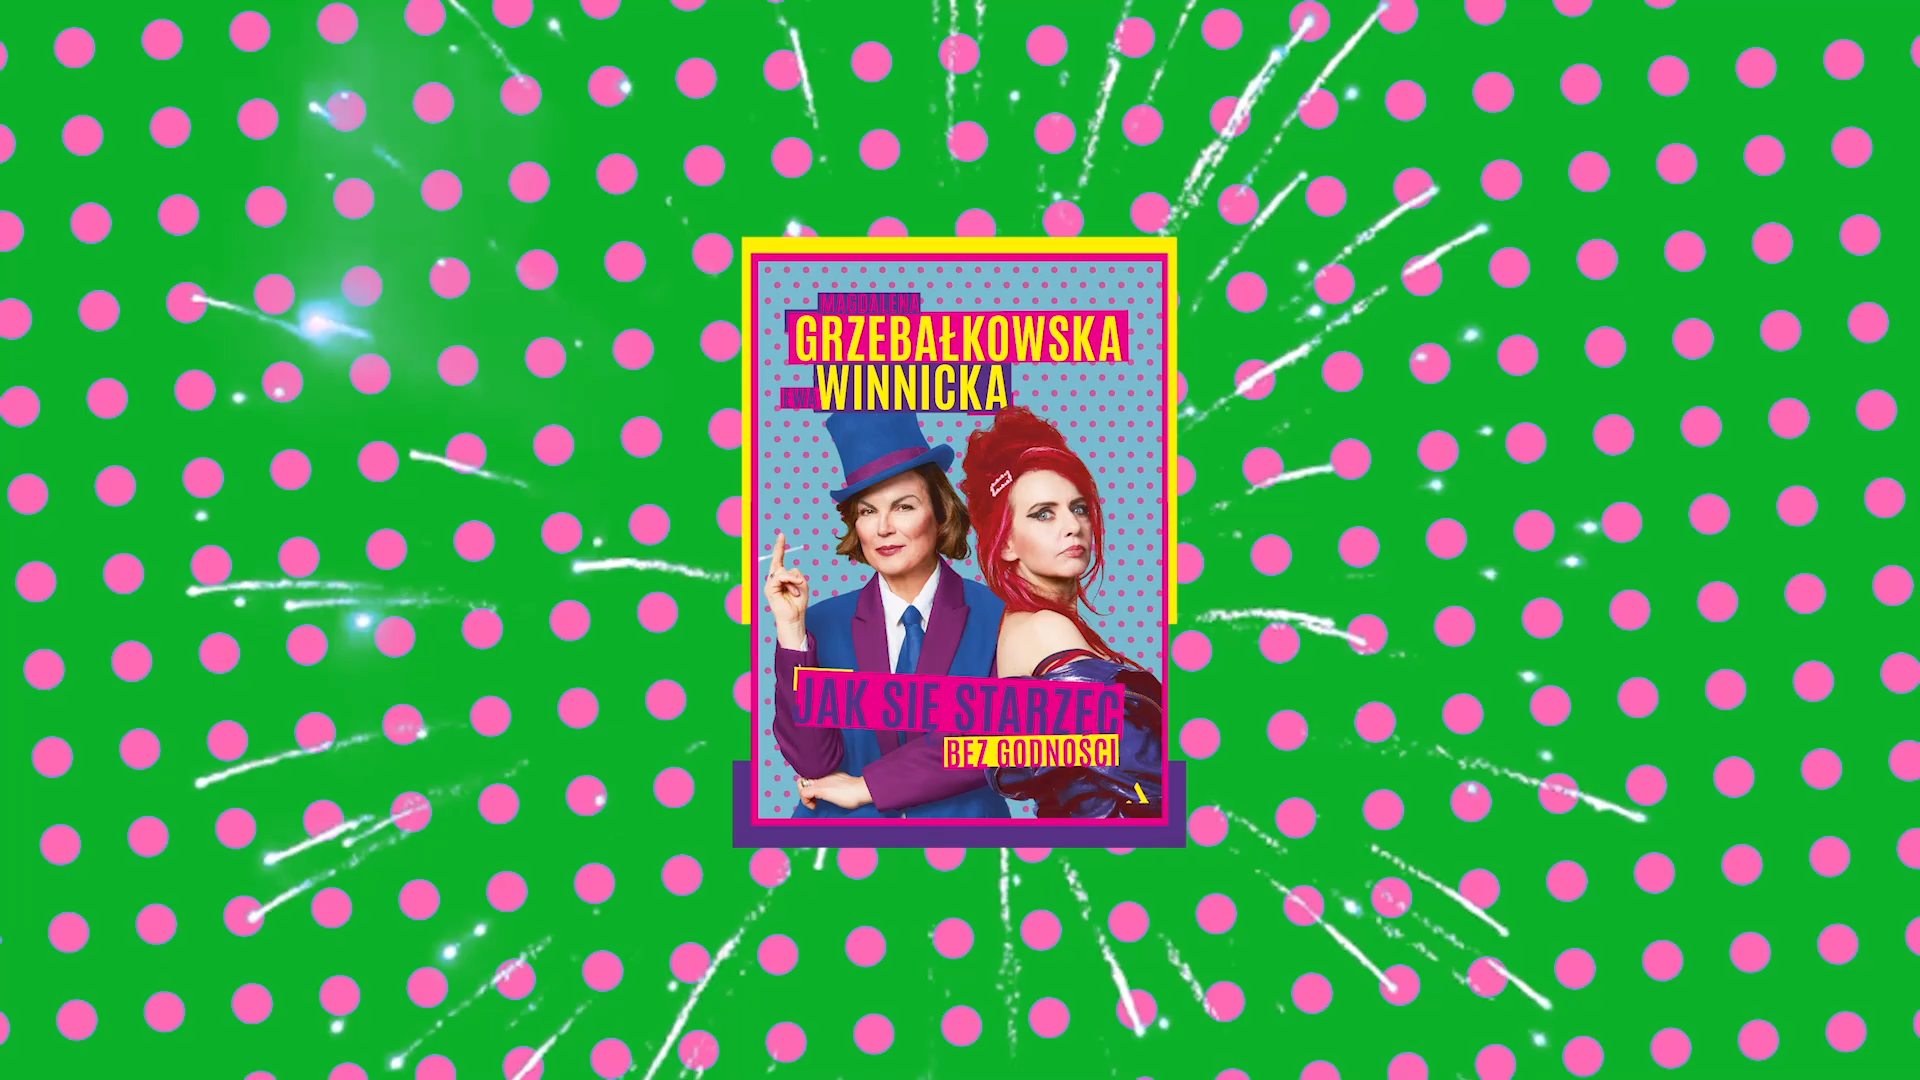 MAGDALENA
GRZEBAŁKOWSKA
EWA WINNICKA
JAK SIĘ STARZEĆ
BEZ GODNOŚCI